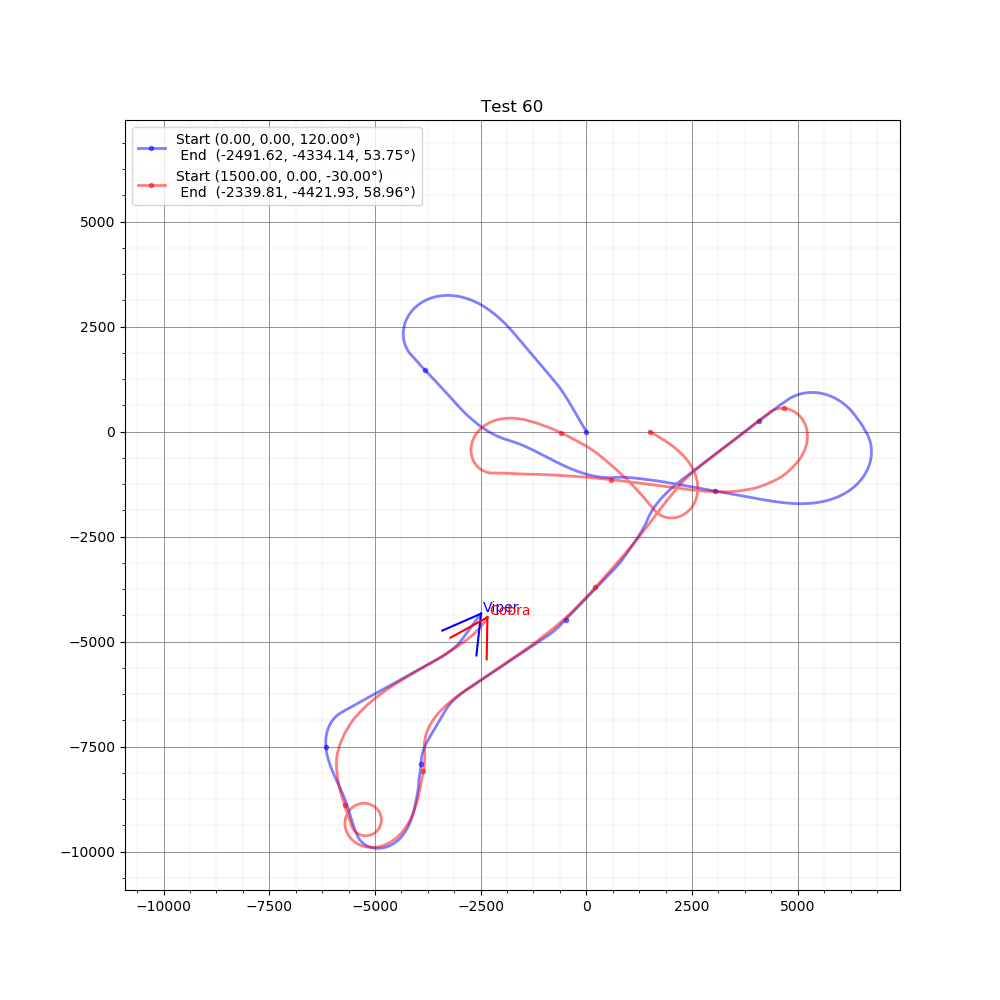 Test 60
Start (0.00, 0.00, 120.00°)
End (-2491.62, -4334.14, 53.75°)
Start (1500.00, 0.00, -30.00°)
End (-2339.81, -4421.93, 58.96°)
5000
2500
0
−2500
−5000
−7500
−10000
Viper
Cobra
−10000 −7500 −5000 −2500 0 2500 5000